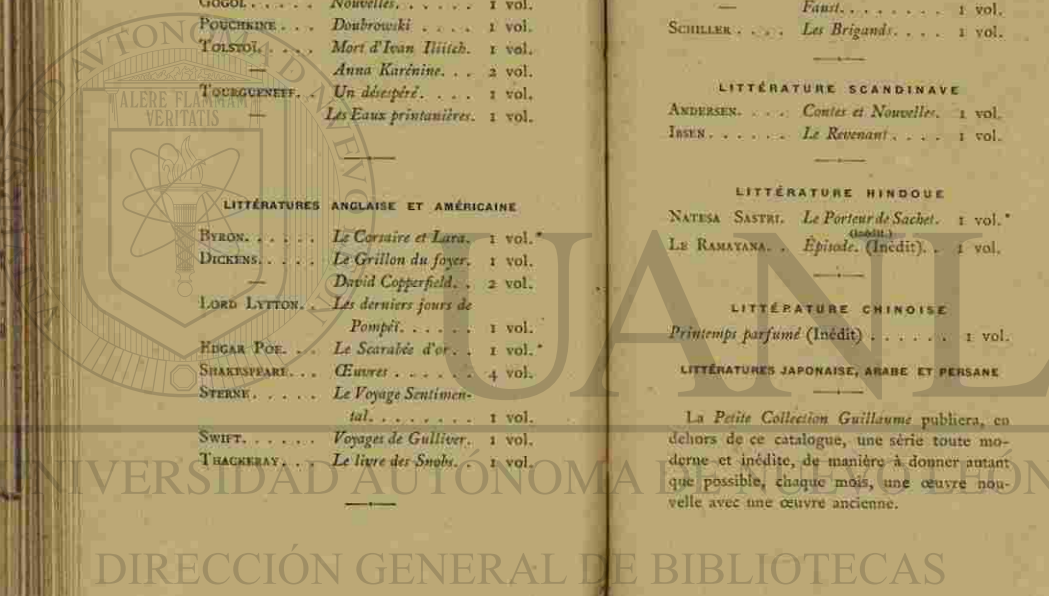 GOGOL . . . . . Nouvelles. . . . . . 1 vol.
POUCHKINE . . . Doubrowski . . . . 1 vol.
TOLSTOÏ. . . . . Mort d'Ivan Iliitch. 1 vol.
— Anna Karénine. . . 2 vol.
TOURGUENEFF. . Un désespéré. . . . . 1 vol.
— Les Eaux printanières. 1 vol.
LITTÉRATURES ANGLAISE ET AMÉRICAINE
BYRON. . . . . . Le Corsaire et Lara. 1 vol.*
DICKENS. . . . . Le Grillon du foyer. 1 vol.
— David Copperfield. . 2 vol.
LORD LYTTON. . Les derniers jours de
Pompéï. . . . . . 1 vol.
EDGAR POE. . . Le Scarabée d'or. . 1 vol.*
SHAKESPEARE. . . Œuvres . . . . . . 4 vol.
STERNE. . . . . Le Voyage Sentimen-
tal. . . . . . . . 1 vol.
SWIFT. . . . . . Voyages de Gulliver. 1 vol.
THACKERAY. . . Le livre des Snobs. . 1 vol.
— Faust. . . . . . . . 1 vol.
SCHILLER . . . . Les Brigands. . . . 1 vol.
LITTÉRATURE SCANDINAVE
ANDERSEN. . . . Contes et Nouvelles. 1 vol.
IBSEN . . . . . . Le Revenant . . . . 1 vol.
LITTÉRATURE HINDOUE
NATESA SASTRI. Le Porteur de Sachet. 1 vol.*
(Inédit.)
LE RAMAYANA. . Épisode. (Inédit). . 1 vol.
LITTÉRATURE CHINOISE
Printemps parfumé (Inédit) . . . . . . 1 vol.
LITTÉRATURES JAPONAISE, ARABE ET PERSANE
La Petite Collection Guillaume publiera, en
dehors de ce catalogue, une série toute mo-
derne et inédite, de manière à donner autant
que possible, chaque mois, une œuvre nou-
velle avec une œuvre ancienne.
ALERE FLAMMAM
VERITATIS
UANL
UNIVERSIDAD AUTÓNOMA DE NUEVO LEÓN
DIRECCIÓN GENERAL DE BIBLIOTECAS